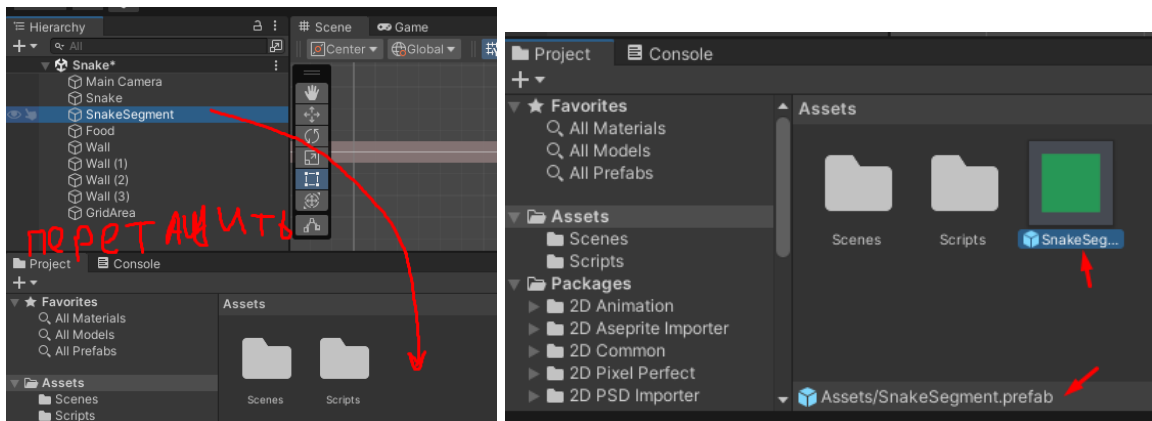 Hierarchy
All
Snake*
Main Camera
Snake
SnakeSegment
Food
Wall
Wall (1)
Wall (2)
Wall (3)
GridArea
# Scene
Game
Center
Global
перетащить
Project
Console
Favorites
All Materials
All Models
All Prefabs
Assets
Scenes
Scripts
Assets
Scenes
Scripts
Project
Console
Favorites
All Materials
All Models
All Prefabs
Assets
Scenes
Scripts
Packages
2D Animation
2D Aseprite Importer
2D Common
2D Pixel Perfect
2D PSD Importer
Assets
Scenes
Scripts
SnakeSeg...
Assets/SnakeSegment.prefab